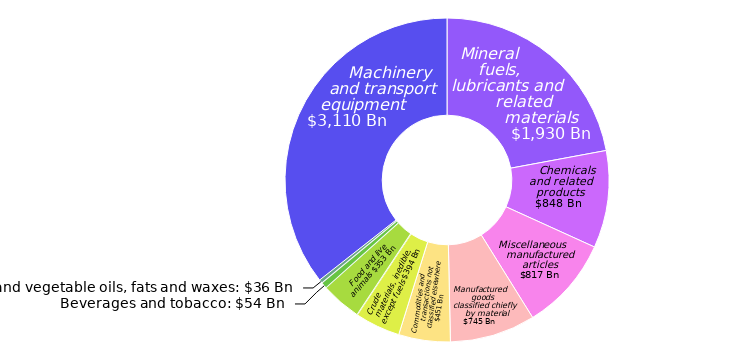 Mineral
fuels,
lubricants and
related
materials
$1,930 Bn
Chemicals
and related
products
$848 Bn
Miscellaneous
manufactured
articles
$817 Bn
Manufactured
goods
classified chiefly
by material
$745 Bn
Commodities and
transactions not
classified elsewhere
$451 Bn
Crude
materials, inedible,
except fuels $394 Bn
Food and live
animals $353 Bn
Beverages and tobacco: $54 Bn
and vegetable oils, fats and waxes: $36 Bn
Machinery
and transport
equipment
$3,110 Bn